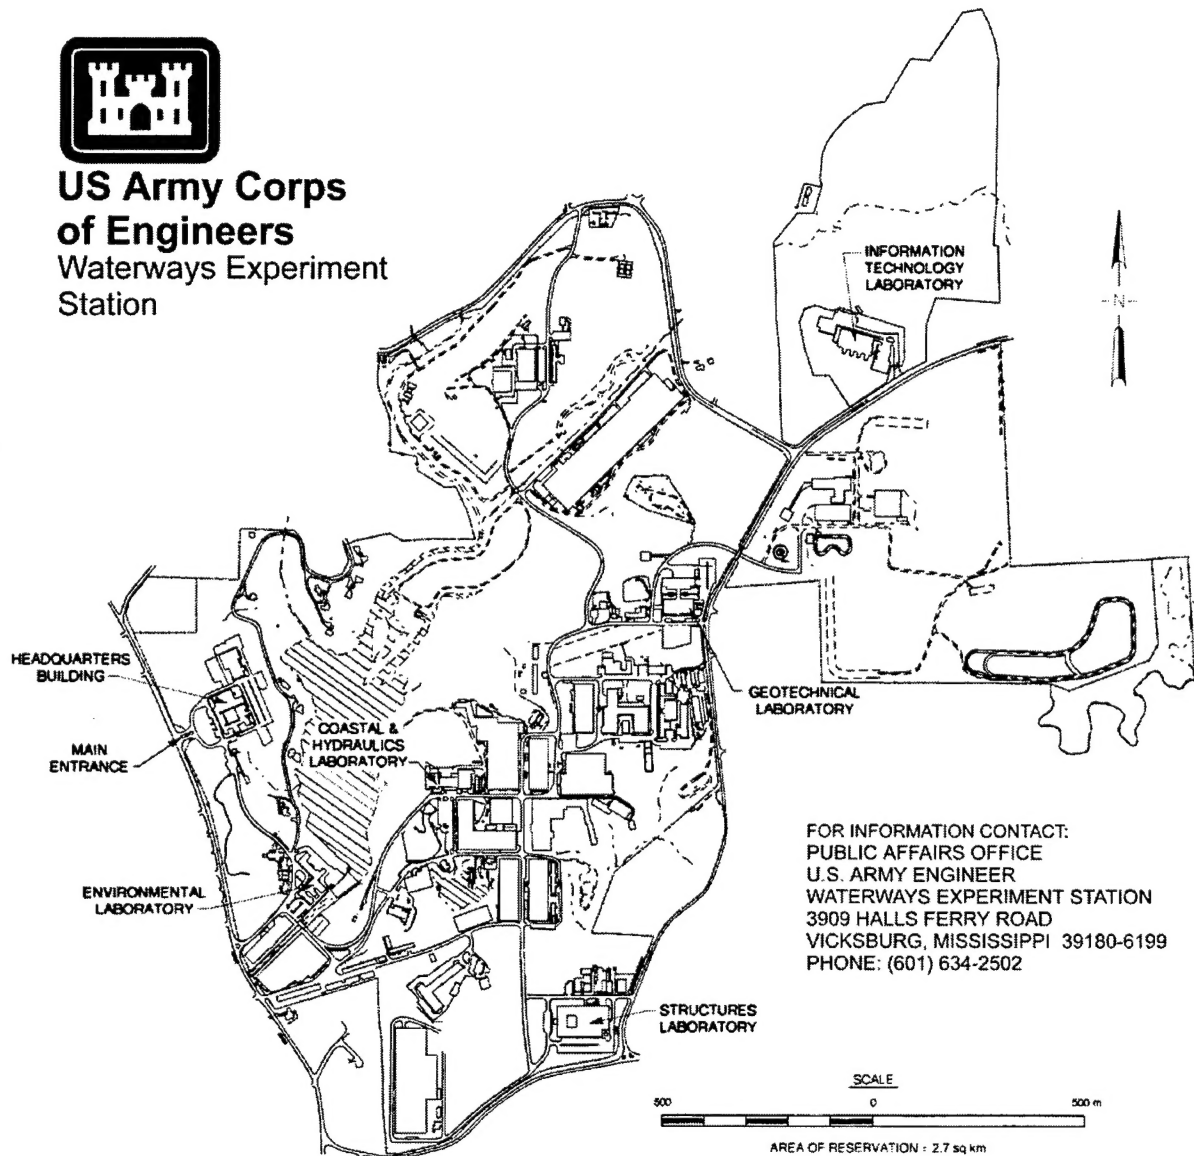 US Army Corps
of Engineers
Waterways Experiment
Station
INFORMATION
TECHNOLOGY
LABORATORY
N
HEADQUARTERS
BUILDING
MAIN
ENTRANCE
COASTAL &
HYDRAULICS
LABORATORY
GEOTECHNICAL
LABORATORY
ENVIRONMENTAL
LABORATORY
STRUCTURES
LABORATORY
FOR INFORMATION CONTACT:
PUBLIC AFFAIRS OFFICE
U.S. ARMY ENGINEER
WATERWAYS EXPERIMENT STATION
3909 HALLS FERRY ROAD
VICKSBURG, MISSISSIPPI 39180-6199
PHONE: (601) 634-2502
SCALE
500 0 500 m
AREA OF RESERVATION : 2.7 sq km